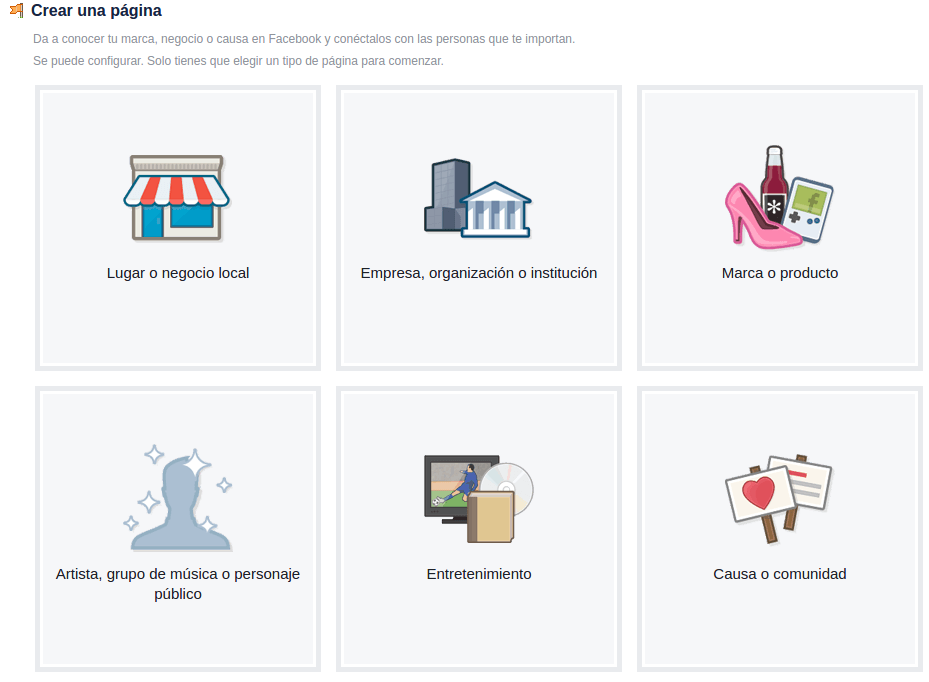 Crear una página
Da a conocer tu marca, negocio o causa en Facebook y conéctalos con las personas que te importan.
Se puede configurar. Solo tienes que elegir un tipo de página para comenzar.
Lugar o negocio local
Empresa, organización o institución
Marca o producto
Artista, grupo de música o personaje
público
Entretenimiento
Causa o comunidad